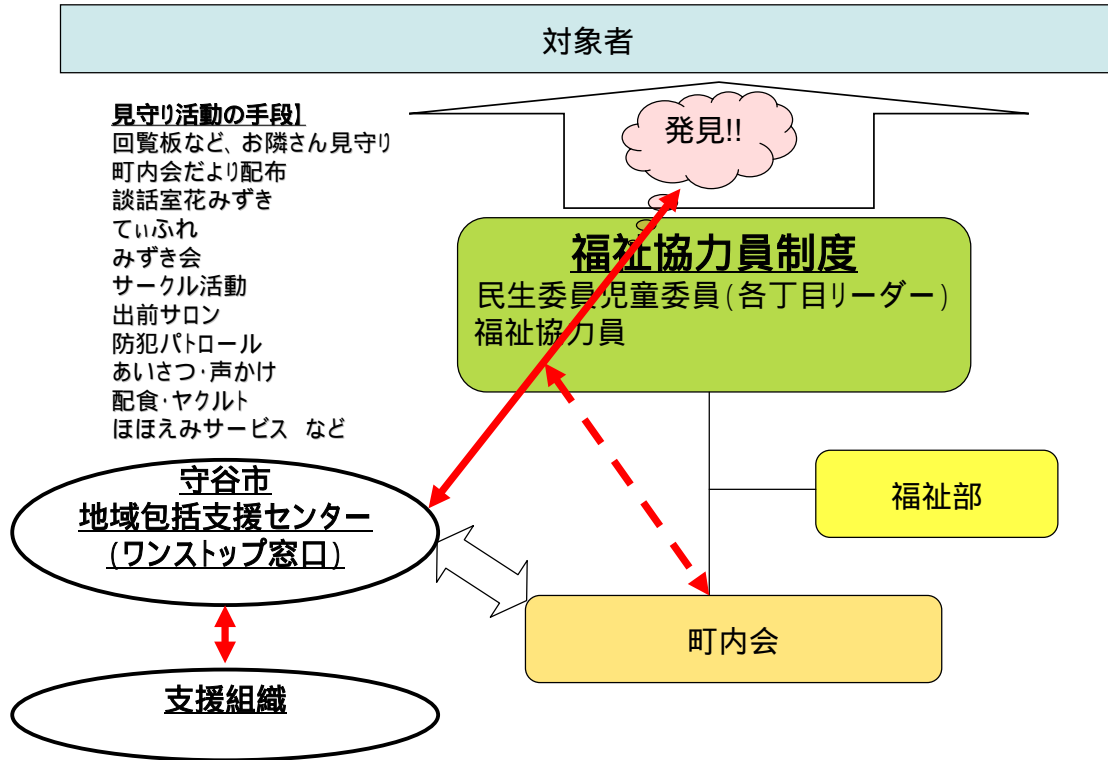 対象者
見守り活動の手段】
回覧板など、お隣さん見守り
町内会だより配布
談話室花みずき
てぃふれ
みずき会
サークル活動
出前サロン
防犯パトロール
あいさつ・声かけ
配食・ヤクルト
ほほえみサービス など
発見!!
福祉協力員制度
民生委員児童委員(各丁目リーダー)
福祉協力員
守谷市
地域包括支援センター
(ワンストップ窓口)
福祉部
町内会
支援組織